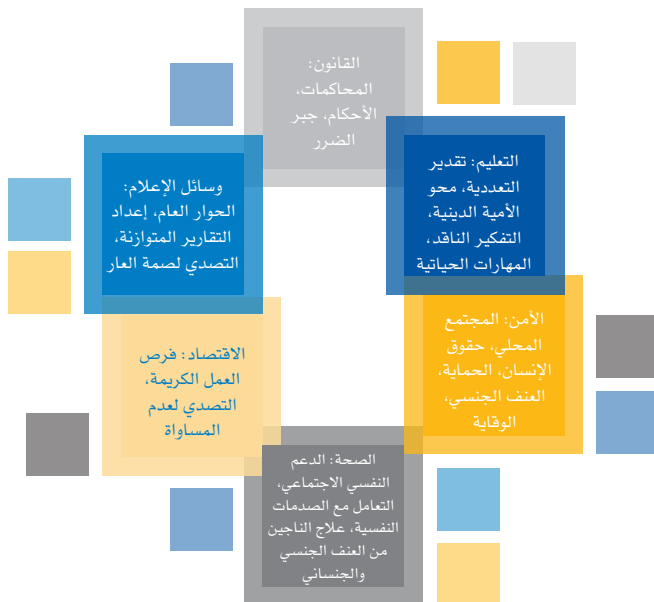 القانون:
المحاكمات،
الأحكام، جبر
الضرر
التعليم: تقدير
التعددية، محو
الأمية الدينية،
التفكير الناقد،
المهارات الحياتية
وسائل الإعلام:
الحوار العام، إعداد
التقارير المتوازنة،
التصدي لصمة العار
الأمن: المجتمع
المحلي، حقوق
الإنسان، الحماية،
العنف الجنسي،
الوقاية
الاقتصاد: فرص
العمل الكريمة،
التصدي لعدم
المساواة
الصحة: الدعم
النفسي الاجتماعي،
التعامل مع الصدمات
النفسية، علاج الناجين
من العنف الجنسي
والجنساني